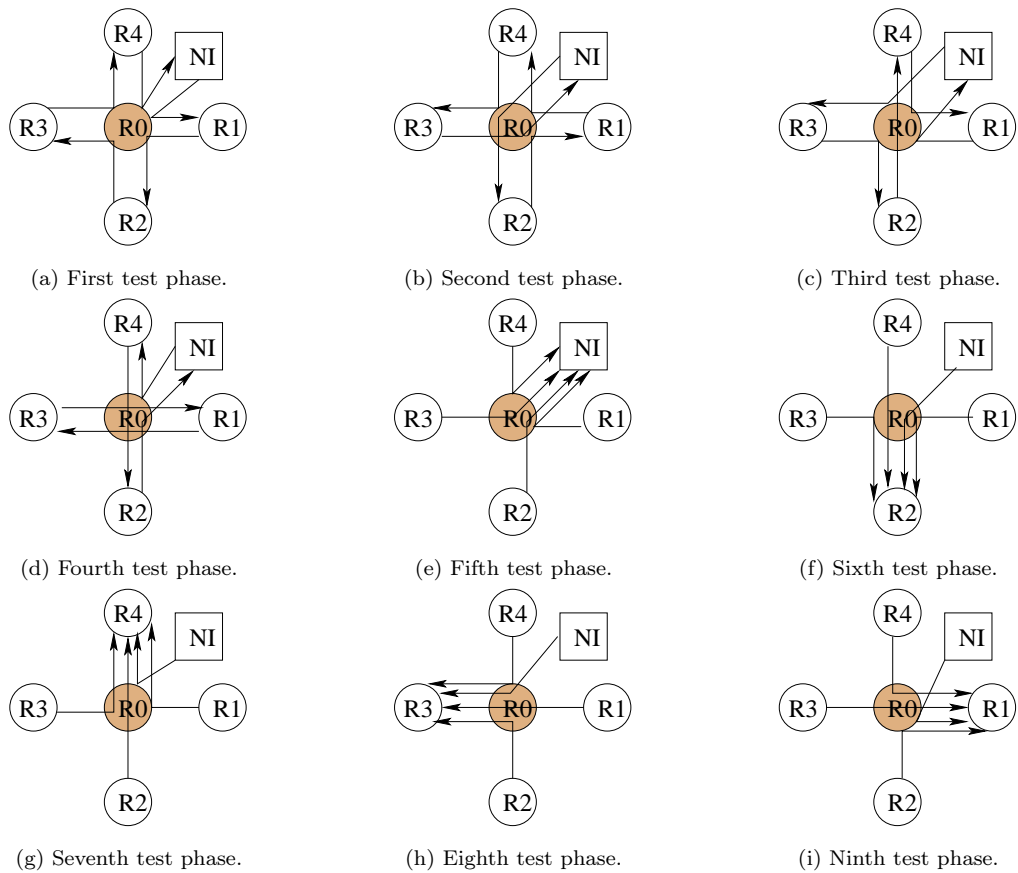 R4
NI
R3 R0 R1
R2
(a) First test phase.
R4
NI
R3 R0 R1
R2
(b) Second test phase.
R4
NI
R3 R0 R1
R2
(c) Third test phase.
R4
NI
R3 R0 R1
R2
(d) Fourth test phase.
R4
NI
R3 R0 R1
R2
(e) Fifth test phase.
R4
NI
R3 R0 R1
R2
(f) Sixth test phase.
R4
NI
R3 R0 R1
R2
(g) Seventh test phase.
R4
NI
R3 R0 R1
R2
(h) Eighth test phase.
R4
NI
R3 R0 R1
R2
(i) Ninth test phase.